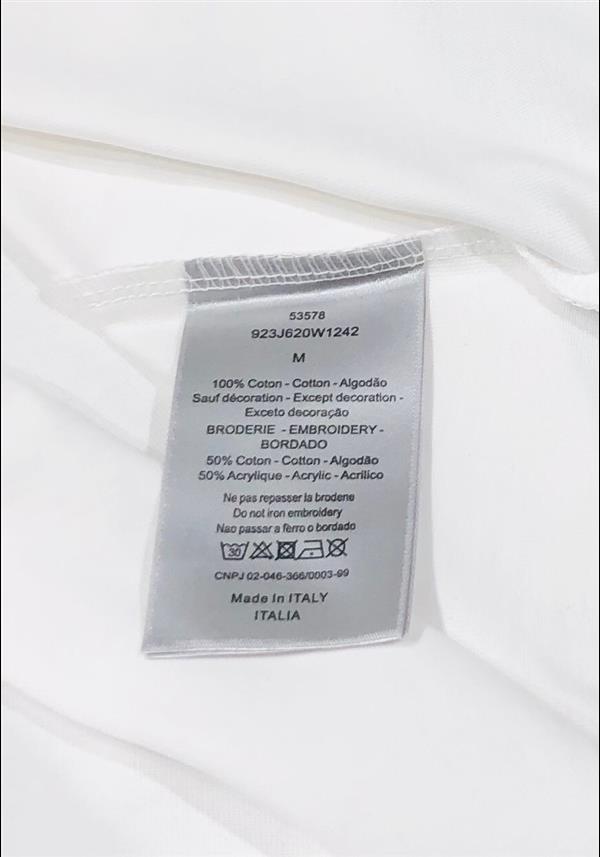 53578
923J620W1242
M
100% Coton - Cotton - Algodão
Sauf décoration - Except decoration -
Exceto decoração
BRODERIE - EMBROIDERY -
BORDADO
50% Coton - Cotton - Algodão
50% Acrylique - Acrylic - Acrilico
Ne pas repasser la broderie
Do not iron embroidery
Nao passar a ferro o bordado
30
CNPJ 02-046-366/0003-99
Made in ITALY
ITALIA